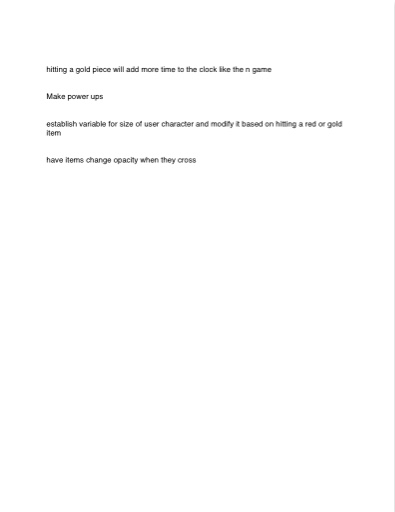 hitting a gold piece will add more time to the clock like the n game
Make power ups
establish variable for size of user character and modify it based on hitting a red or gold
item
have items change opacity when they cross